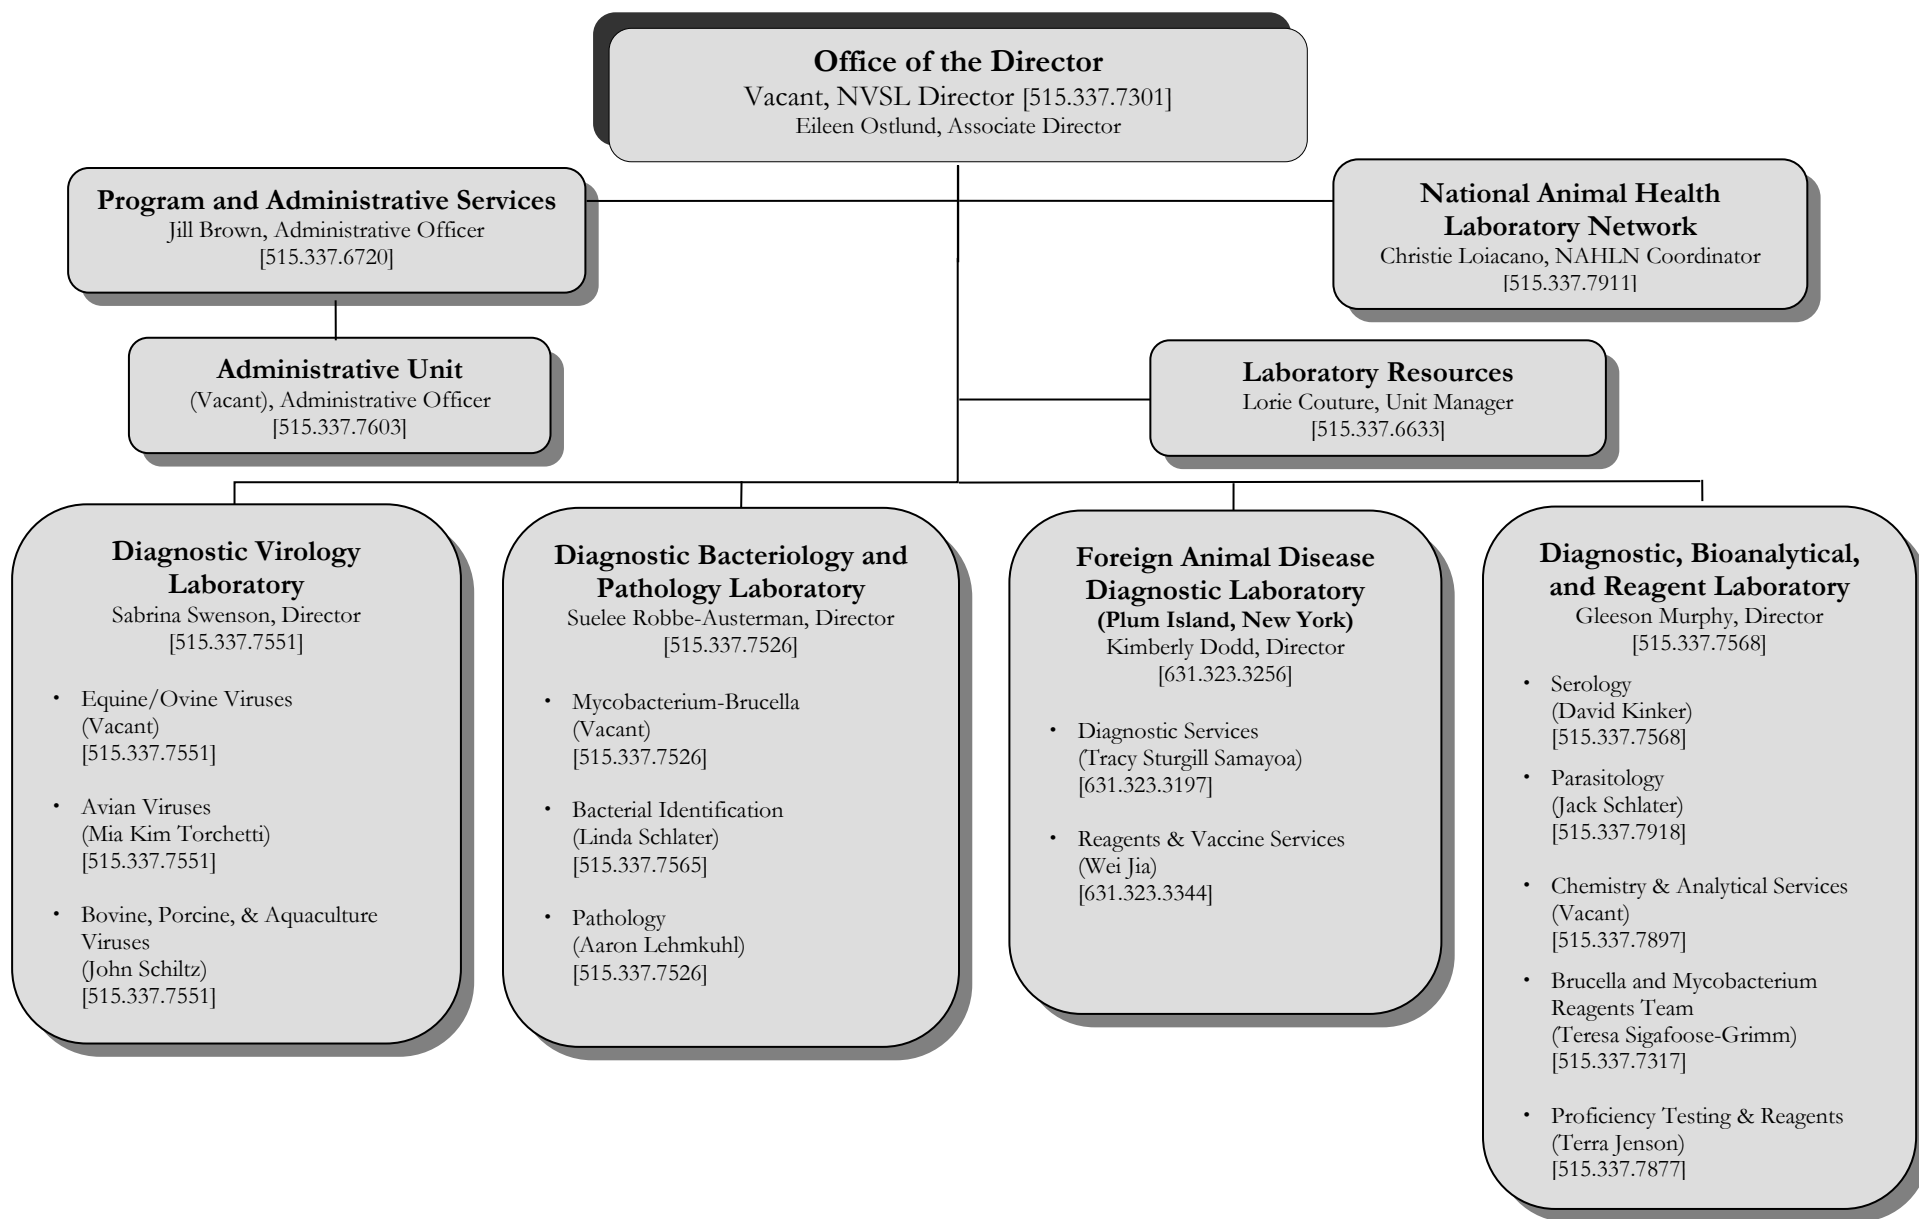 Office of the Director
Vacant, NVSL Director [515.337.7301]
Eileen Ostlund, Associate Director
Program and Administrative Services
Jill Brown, Administrative Officer
[515.337.6720]
National Animal Health
Laboratory Network
Christie Loiacano, NAHLN Coordinator
[515.337.7911]
Administrative Unit
(Vacant), Administrative Officer
[515.337.7603]
Laboratory Resources
Lorie Couture, Unit Manager
[515.337.6633]
Diagnostic Virology
Laboratory
Sabrina Swenson, Director
[515.337.7551]
• Equine/Ovine Viruses
(Vacant)
[515.337.7551]
• Avian Viruses
(Mia Kim Torchetti)
[515.337.7551]
• Bovine, Porcine, & Aquaculture
Viruses
(John Schiltz)
[515.337.7551]
Diagnostic Bacteriology and
Pathology Laboratory
Suelee Robbe-Austerman, Director
[515.337.7526]
• Mycobacterium-Brucella
(Vacant)
[515.337.7526]
• Bacterial Identification
(Linda Schlater)
[515.337.7565]
• Pathology
(Aaron Lehmkuhl)
[515.337.7526]
Foreign Animal Disease
Diagnostic Laboratory
(Plum Island, New York)
Kimberly Dodd, Director
[631.323.3256]
• Diagnostic Services
(Tracy Sturgill Samayoa)
[631.323.3197]
• Reagents & Vaccine Services
(Wei Jia)
[631.323.3344]
Diagnostic, Bioanalytical,
and Reagent Laboratory
Gleeson Murphy, Director
[515.337.7568]
• Serology
(David Kinker)
[515.337.7568]
• Parasitology
(Jack Schlater)
[515.337.7918]
• Chemistry & Analytical Services
(Vacant)
[515.337.7897]
• Brucella and Mycobacterium
Reagents Team
(Teresa Sigafoose-Grimm)
[515.337.7317]
• Proficiency Testing & Reagents
(Terra Jenson)
[515.337.7877]